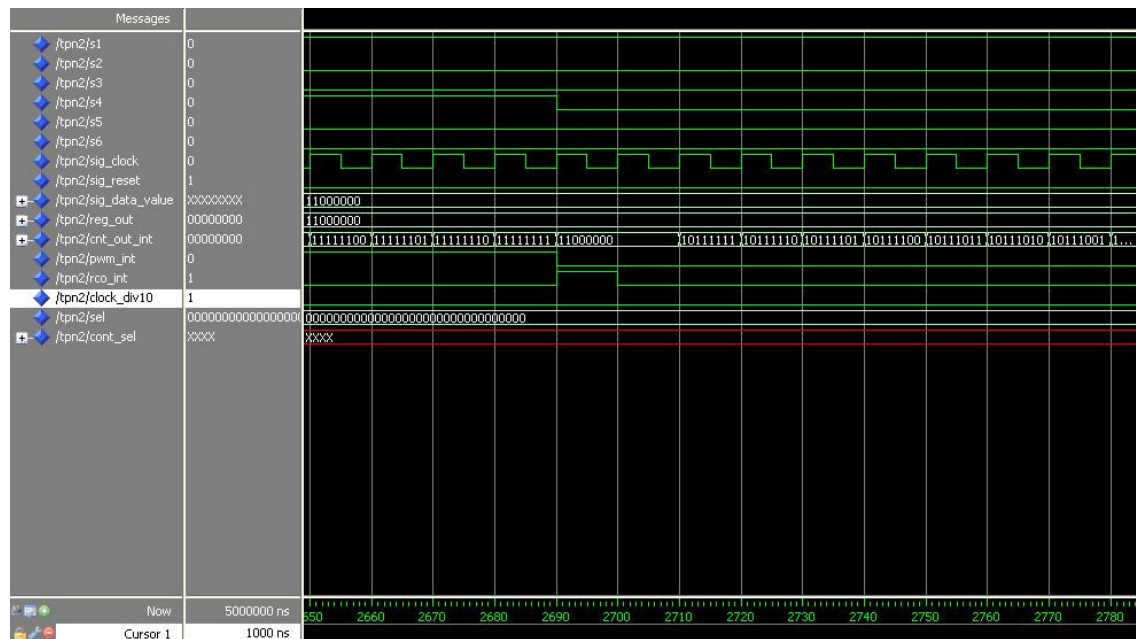 Messages
/tpn2/s1 0
/tpn2/s2 0
/tpn2/s3 0
/tpn2/s4 0
/tpn2/s5 0
/tpn2/s6 0
/tpn2/sig_clock 0
/tpn2/sig_reset 1
/tpn2/sig_data_value XXXXXXXX 11000000
/tpn2/reg_out 00000000 11000000
/tpn2/cnt_out_int 00000000 11111100 11111101 11111110 11111111 11000000 10111111 10111110 10111101 10111100 10111011 10111010 10111001 1...
/tpn2/pwm_int 0
/tpn2/rco_int 1
/tpn2/clock_div10 1
/tpn2/sel
/tpn2/cont_sel XXXX XXXX
Now 5000000 ns 2660 2670 2680 2690 2700 2710 2720 2730 2740 2750 2760 2770 2780
Cursor 1 1000 ns